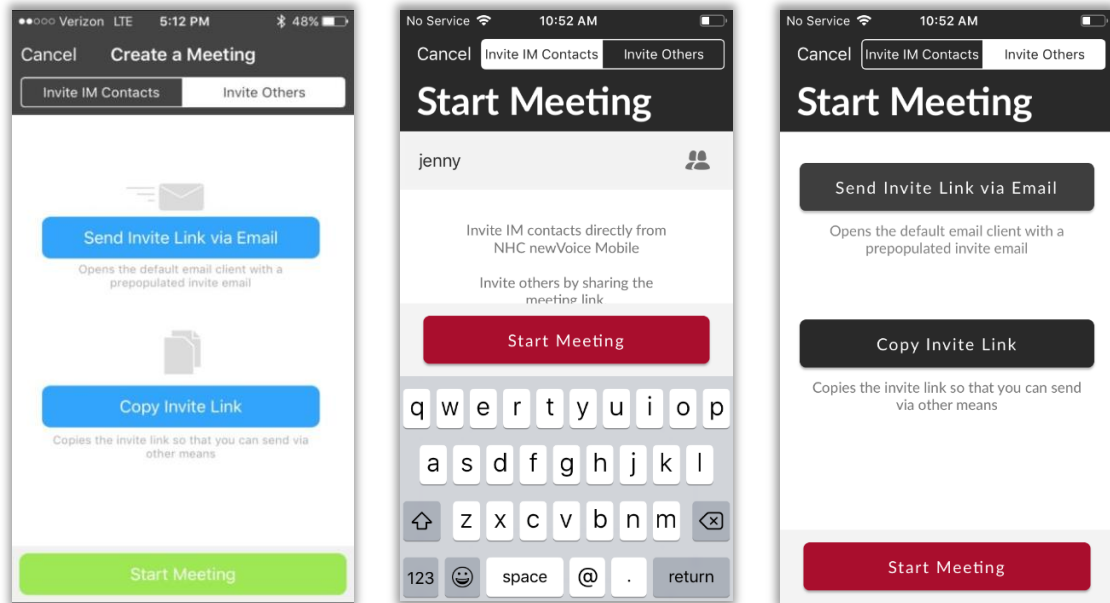 Verizon LTE 5:12 PM 48%
Cancel Create a Meeting
Invite IM Contacts Invite Others
Send Invite Link via Email
Opens the default email client with a
prepopulated invite email
Copy Invite Link
Copies the invite link so that you can send via
other means
Start Meeting
No Service 10:52 AM
Cancel Invite IM Contacts Invite Others
Start Meeting
jenny
Invite IM contacts directly from
NHC newVoice Mobile
Invite others by sharing the
meeting link
Start Meeting
q w e r t y u i o p
a s d f g h j k l
z x c v b n m
123 space @ . return
No Service 10:52 AM
Cancel Invite IM Contacts Invite Others
Start Meeting
Send Invite Link via Email
Opens the default email client with a
prepopulated invite email
Copy Invite Link
Copies the invite link so that you can send
via other means
Start Meeting